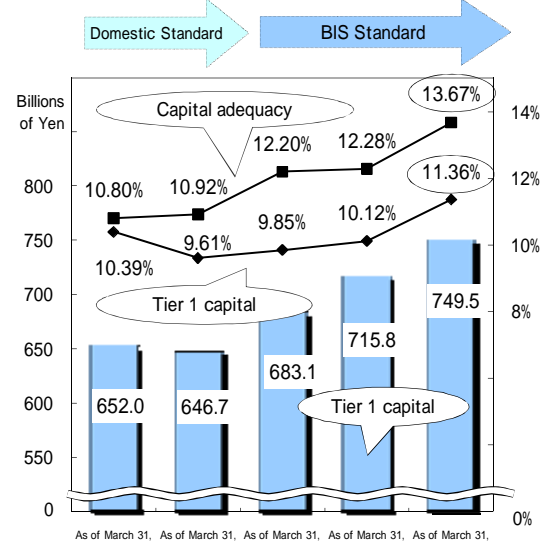 Domestic Standard
BIS Standard
Billions
of Yen
Capital adequacy
13.67%
14%
12.20%
12.28%
11.36%
12%
800
10.80%
10.92%
9.85%
10.12%
750
9.61%
10%
10.39%
700
Tier 1 capital
749.5
8%
715.8
650
683.1
600
652.0
646.7
Tier 1 capital
550
0
0%
As of March 31,
As of March 31,
As of March 31,
As of March 31,
As of March 31,